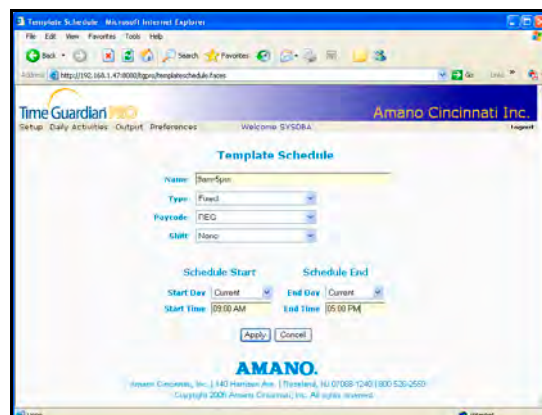 Template Schedule - Microsoft Internet Explorer
File Edit View Favorites Tools Help
Back Search Favorites
Address http://192.168.1.47:8080/tgpro/templateschedule.faces Go Links
Time Guardian PRO Amano Cincinnati Inc.
Setup Daily Activities Output Preferences Welcome SYSDBA Logout
Template Schedule
Name 9am-5pm
Type Fixed
Paycode REG
Shift None
Schedule Start Schedule End
Start Day Current End Day Current
Start Time 09:00 AM End Time 05:00 PM
Apply Cancel
AMANO.
Amano Cincinnati, Inc. | 140 Harrison Ave. | Roseland, NJ 07068-1240 | 800-526-2559
Copyright 2006 Amano Cincinnati, Inc. All rights reserved.
Internet